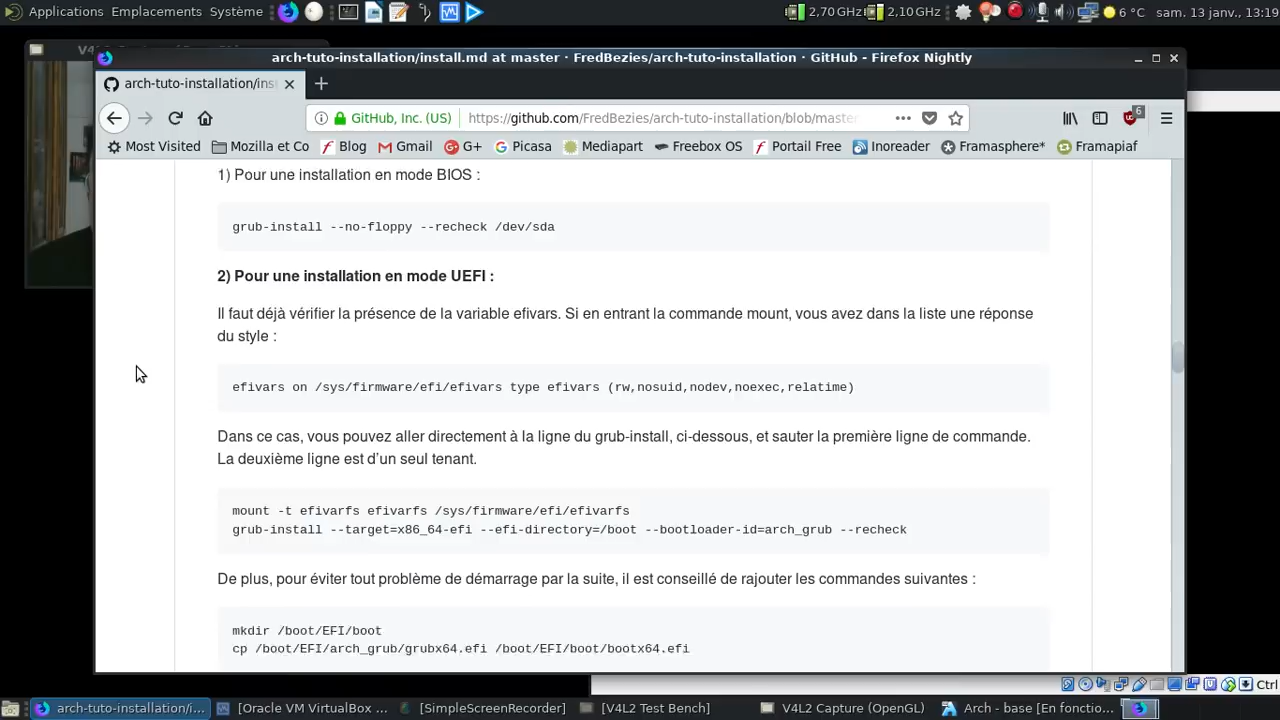 Applications Emplacements Système 2,70 GHz 2,10 GHz 6 °C sam. 13 janv., 13:19
arch-tuto-installation/install.md at master · FredBezies/arch-tuto-installation · GitHub - Firefox Nightly
arch-tuto-installation/ins
GitHub, Inc. (US) https://github.com/FredBezies/arch-tuto-installation/blob/master 6
Most Visited Mozilla et Co Blog Gmail G+ Picasa Mediapart Freebox OS Portail Free Inoreader Framasphere* Framapiaf
1) Pour une installation en mode BIOS :
grub-install --no-floppy --recheck /dev/sda
2) Pour une installation en mode UEFI :
Il faut déjà vérifier la présence de la variable efivars. Si en entrant la commande mount, vous avez dans la liste une réponse
du style :
efivars on /sys/firmware/efi/efivars type efivars (rw,nosuid,nodev,noexec,relatime)
Dans ce cas, vous pouvez aller directement à la ligne du grub-install, ci-dessous, et sauter la première ligne de commande.
La deuxième ligne est d’un seul tenant.
mount -t efivarfs efivarfs /sys/firmware/efi/efivarfs
grub-install --target=x86_64-efi --efi-directory=/boot --bootloader-id=arch_grub --recheck
De plus, pour éviter tout problème de démarrage par la suite, il est conseillé de rajouter les commandes suivantes :
mkdir /boot/EFI/boot
cp /boot/EFI/arch_grub/grubx64.efi /boot/EFI/boot/bootx64.efi
Ctrl
arch-tuto-installation/i... [Oracle VM VirtualBox ... [SimpleScreenRecorder] [V4L2 Test Bench] V4L2 Capture (OpenGL) Arch - base [En fonctio...